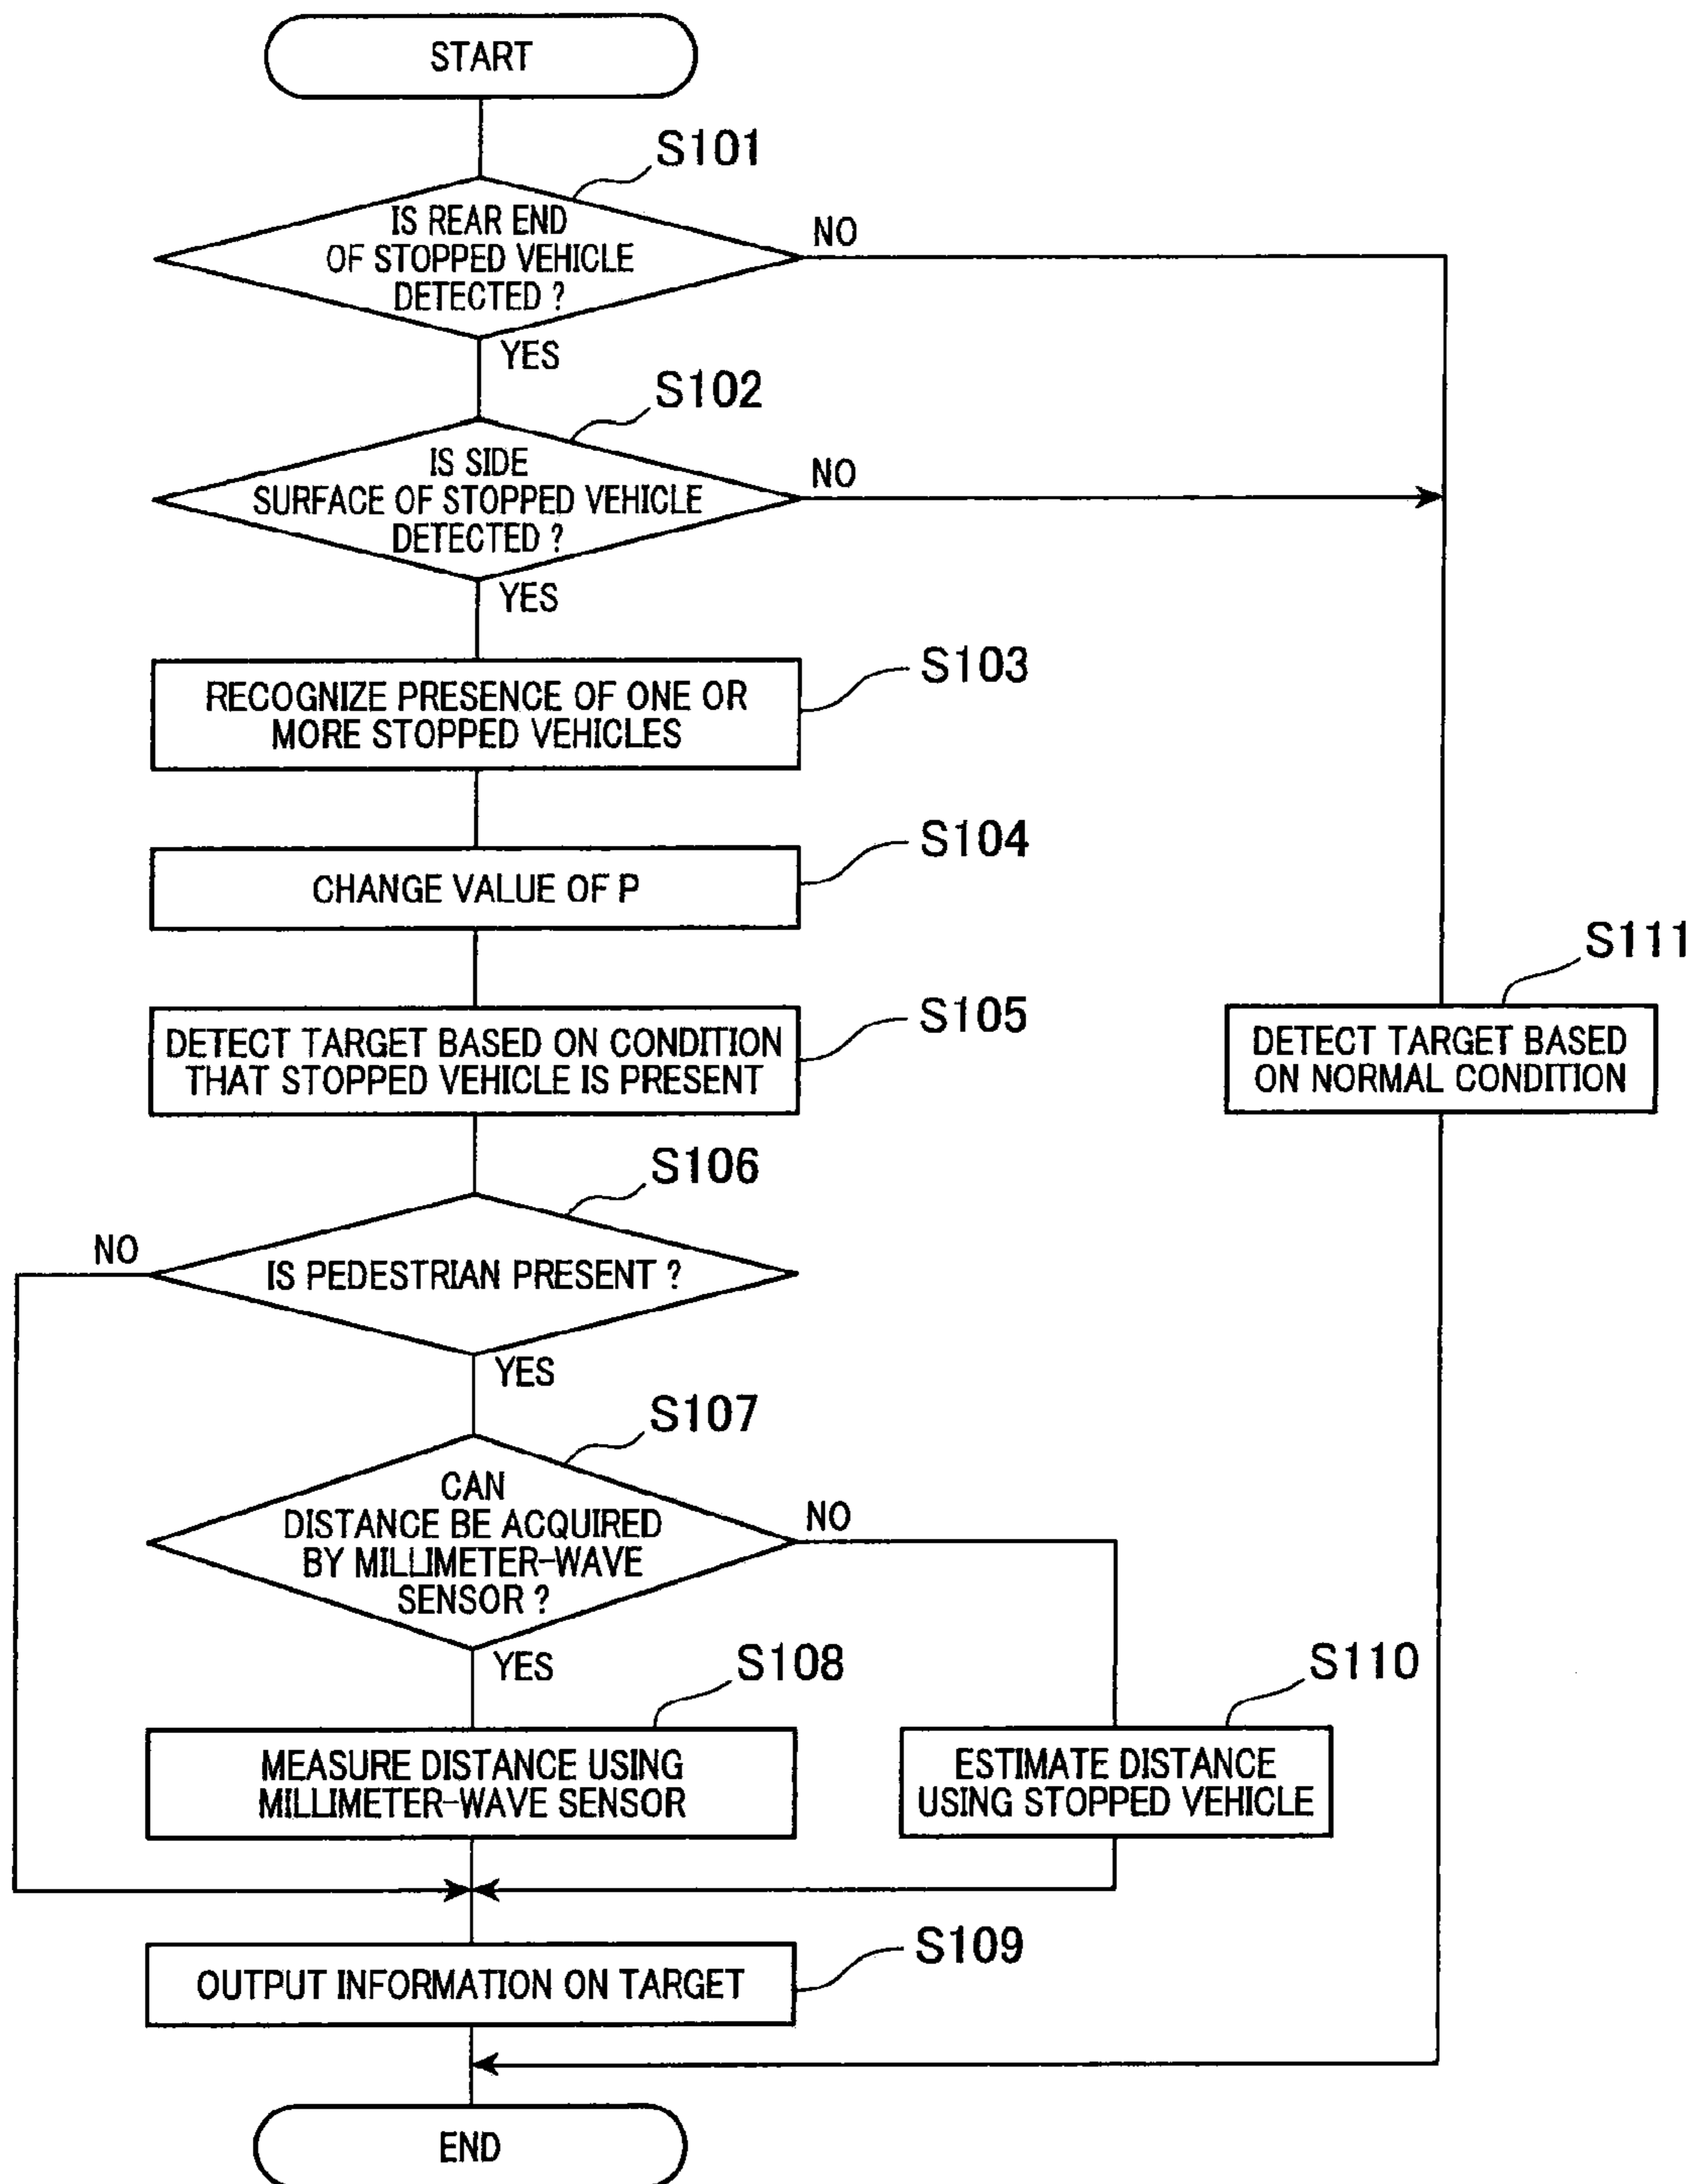 START
S101
IS REAR END
OF STOPPED VEHICLE
DETECTED ?
NO
YES
S102
IS SIDE
SURFACE OF STOPPED VEHICLE
DETECTED ?
NO
YES
S103
RECOGNIZE PRESENCE OF ONE OR
MORE STOPPED VEHICLES
S104
CHANGE VALUE OF P
S105
DETECT TARGET BASED ON CONDITION
THAT STOPPED VEHICLE IS PRESENT
S111
DETECT TARGET BASED
ON NORMAL CONDITION
S106
NO
IS PEDESTRIAN PRESENT ?
YES
S107
CAN
DISTANCE BE ACQUIRED
BY MILLIMETER-WAVE
SENSOR ?
NO
YES
S108
MEASURE DISTANCE USING
MILLIMETER-WAVE SENSOR
S110
ESTIMATE DISTANCE
USING STOPPED VEHICLE
S109
OUTPUT INFORMATION ON TARGET
END